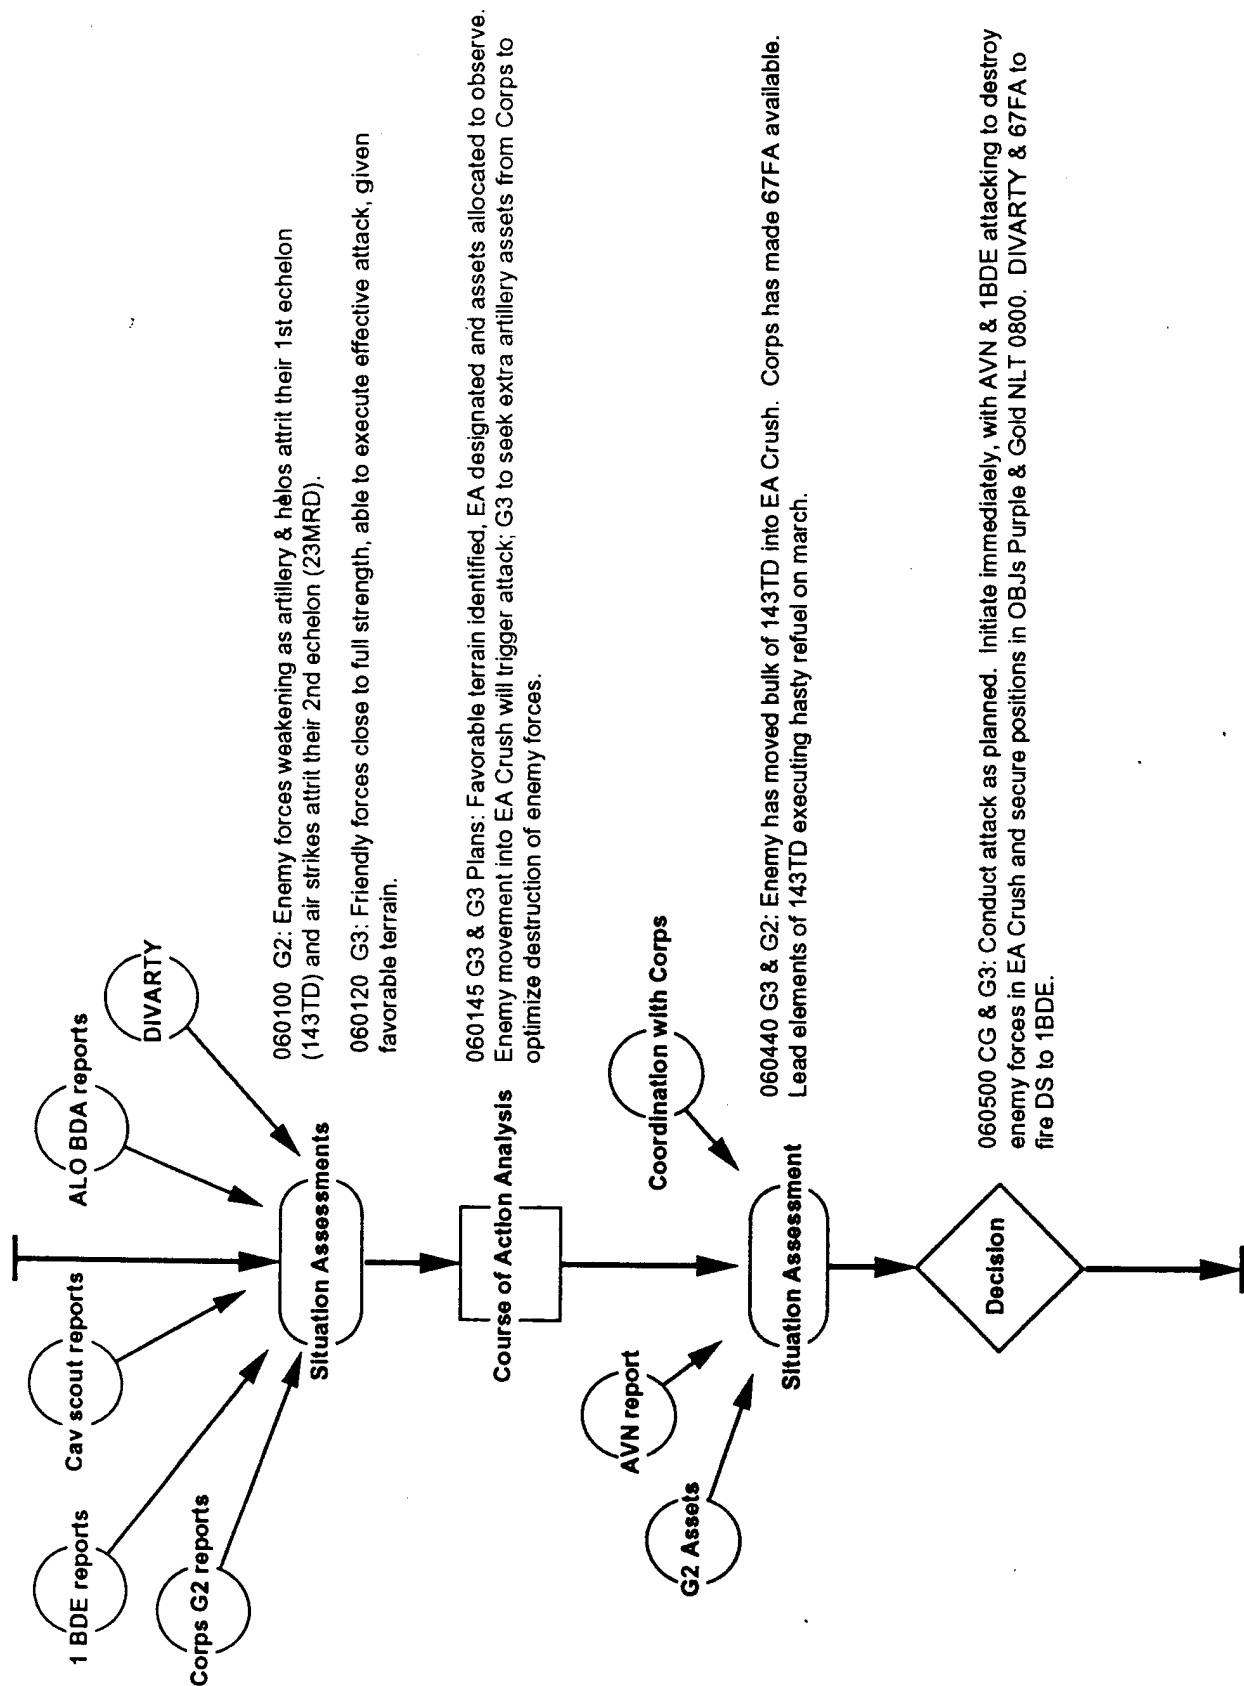 1 BDE reports
Cav scout reports
ALO BDA reports
DIVARTY
Corps G2 reports
Situation Assessments
060100 G2: Enemy forces weakening as artillery & helos attrit their 1st echelon
(143TD) and air strikes attrit their 2nd echelon (23MRD).
060120 G3: Friendly forces close to full strength, able to execute effective attack, given
favorable terrain.
Course of Action Analysis
060145 G3 & G3 Plans: Favorable terrain identified, EA designated and assets allocated to observe.
Enemy movement into EA Crush will trigger attack; G3 to seek extra artillery assets from Corps to
optimize destruction of enemy forces.
AVN report
G2 Assets
Coordination with Corps
Situation Assessment
060440 G3 & G2: Enemy has moved bulk of 143TD into EA Crush. Corps has made 67FA available.
Lead elements of 143TD executing hasty refuel on march.
Decision
060500 CG & G3: Conduct attack as planned. Initiate immediately, with AVN & 1BDE attacking to destroy
enemy forces in EA Crush and secure positions in OBJs Purple & Gold NLT 0800. DIVARTY & 67FA to
fire DS to 1BDE.